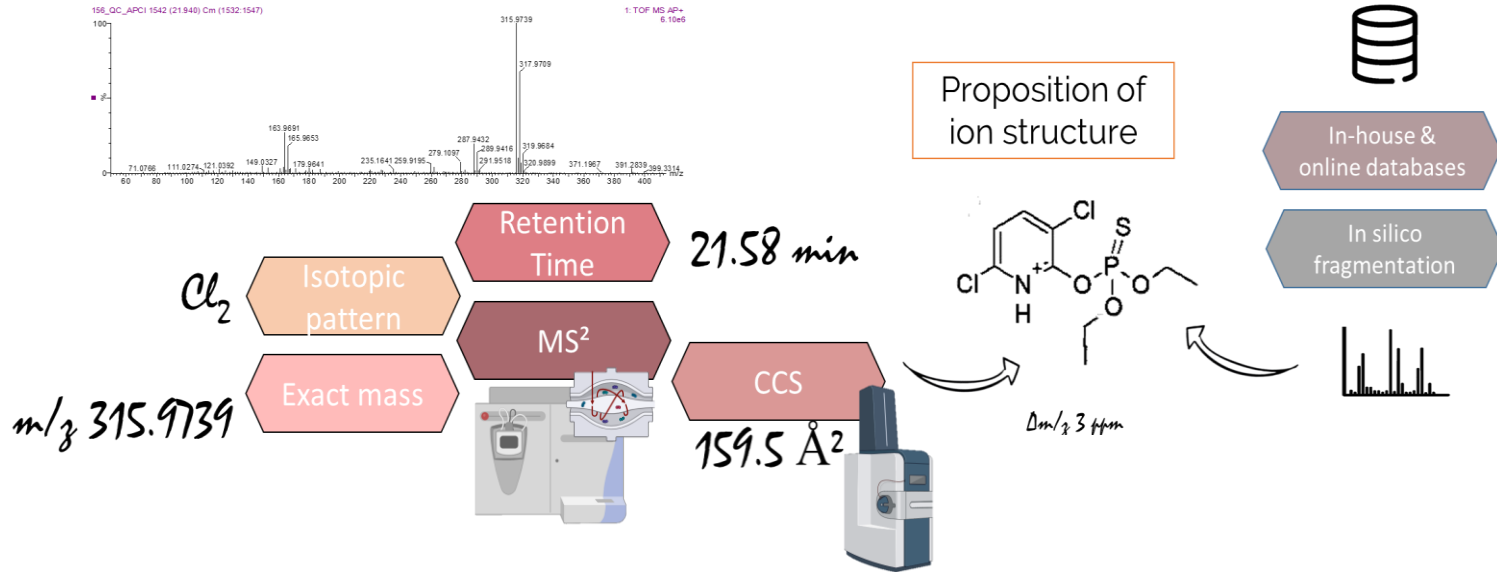 156_QC_APCI 1542 (21.940) Cm (1532:1547)
1: TOF MS AP+
6.10e6
100
%
0
315.9739
317.9709
163.9691
165.9653
287.9432
289.9416
319.9684
279.1097
71.0766
111.0274
121.0392
149.0327
179.9641
235.1641
259.9195
291.9518
320.9899
371.1967
391.2839
399.3314
m/z
60 80 100 120 140 160 180 200 220 240 260 280 300 320 340 360 380 400
Retention
Time
21.58 min
Cl2
Isotopic
pattern
MS²
m/z 315.9739
Exact mass
CCS
159.5 Å²
Proposition of
ion structure
Cl
S
Cl
N
+
H
O
P
O
O
Δm/z 3 ppm
In-house &
online databases
In silico
fragmentation